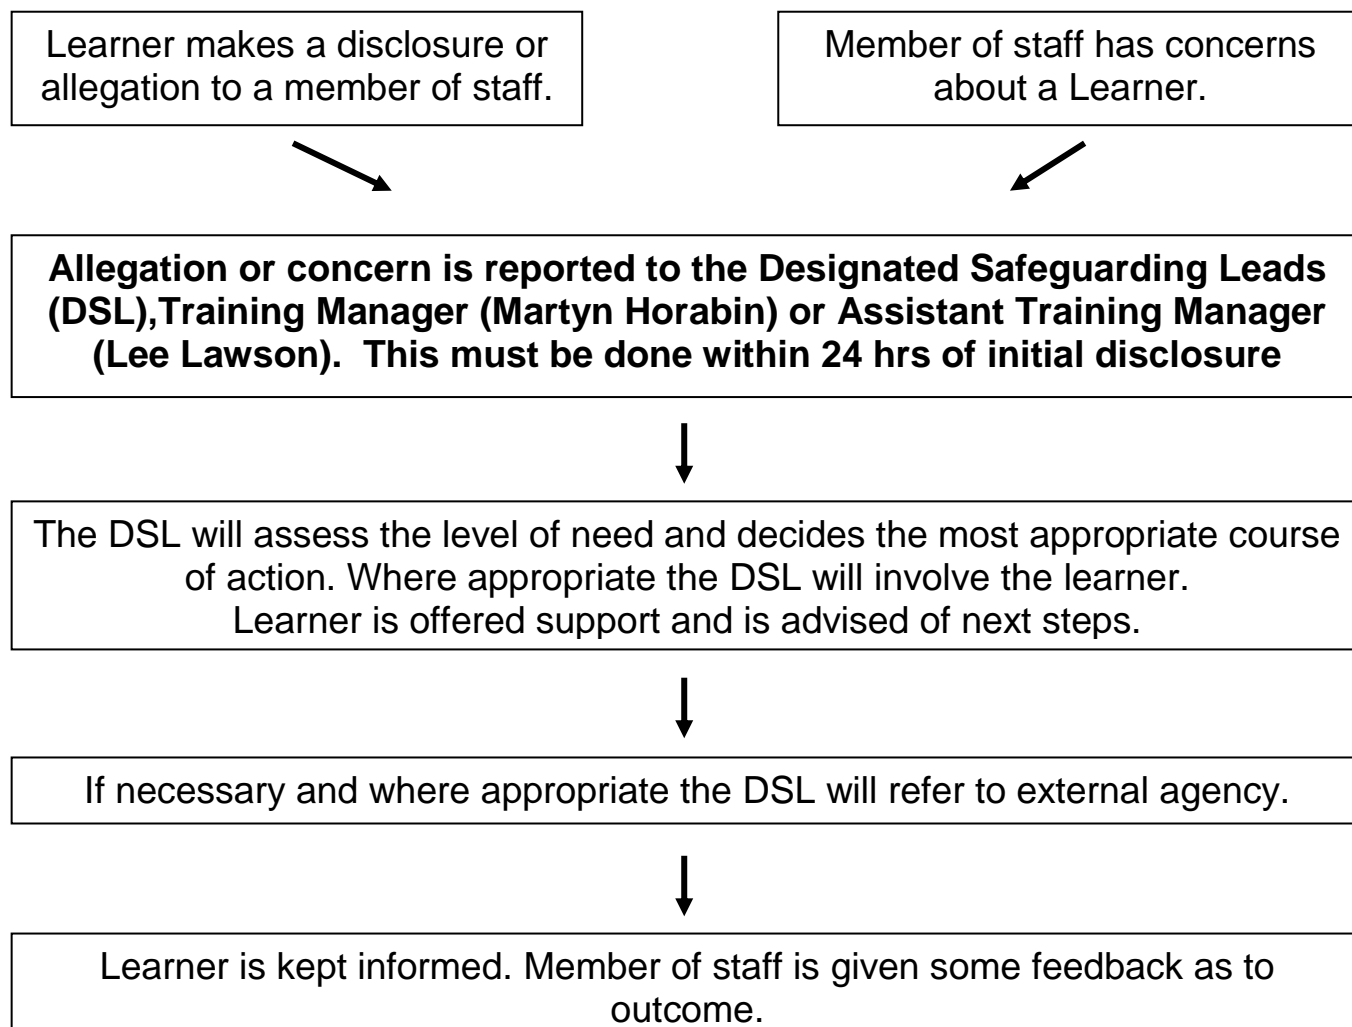 Learner makes a disclosure or
allegation to a member of staff.
Member of staff has concerns
about a Learner.
Allegation or concern is reported to the Designated Safeguarding Leads
(DSL),Training Manager (Martyn Horabin) or Assistant Training Manager
(Lee Lawson).  This must be done within 24 hrs of initial disclosure
The DSL will assess the level of need and decides the most appropriate course
of action. Where appropriate the DSL will involve the learner.
Learner is offered support and is advised of next steps.
If necessary and where appropriate the DSL will refer to external agency.
Learner is kept informed. Member of staff is given some feedback as to
outcome.